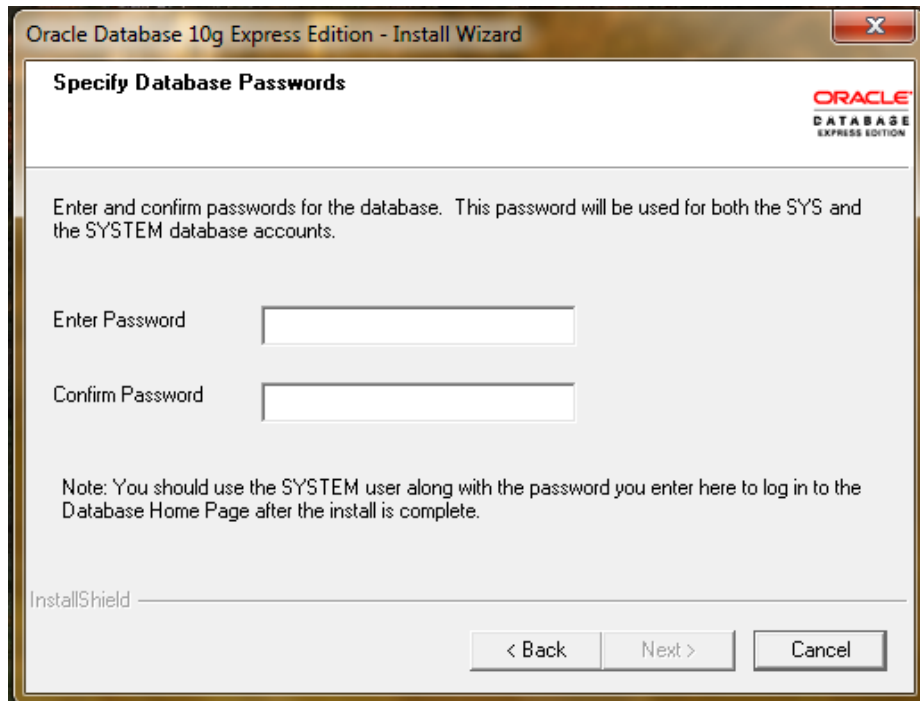 Oracle Database 10g Express Edition - Install Wizard
Specify Database Passwords
ORACLE
DATABASE
EXPRESS EDITION
Enter and confirm passwords for the database. This password will be used for both the SYS and
the SYSTEM database accounts.
Enter Password
Confirm Password
Note: You should use the SYSTEM user along with the password you enter here to log in to the
Database Home Page after the install is complete.
InstallShield
< Back
Next >
Cancel